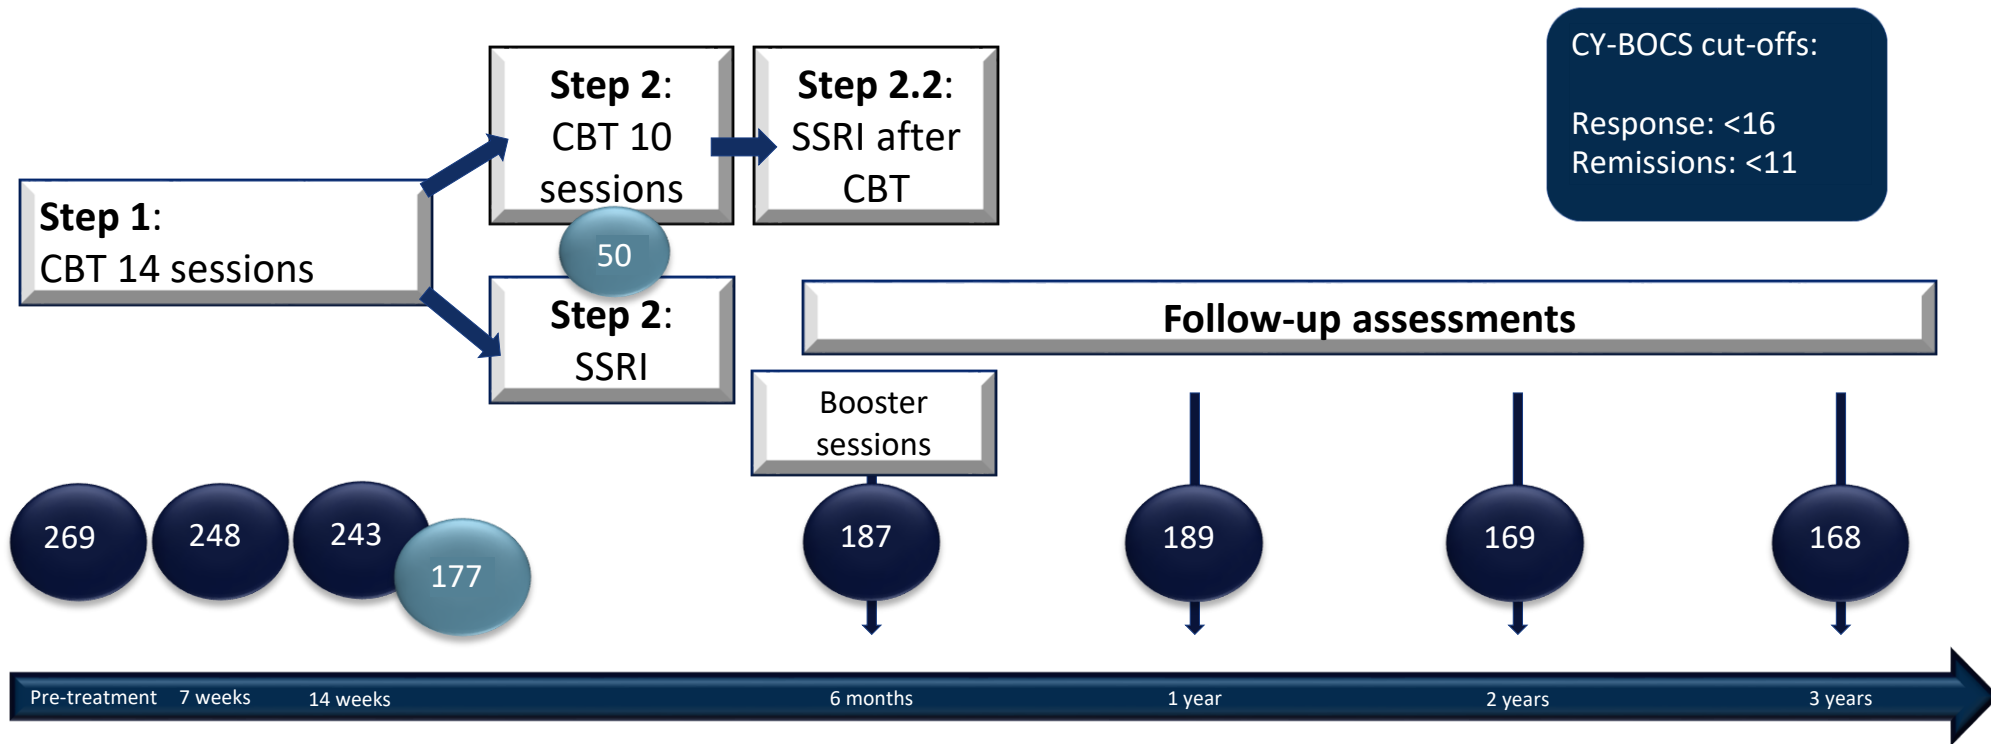 CY-BOCS cut-offs:
Response: <16
Remissions: <11
Step 1:
CBT 14 sessions
Step 2:
CBT 10
sessions
Step 2.2:
SSRI after
CBT
50
Step 2:
SSRI
Follow-up assessments
Booster
sessions
269
248
243
177
187
189
169
168
Pre-treatment
7 weeks
14 weeks
6 months
1 year
2 years
3 years